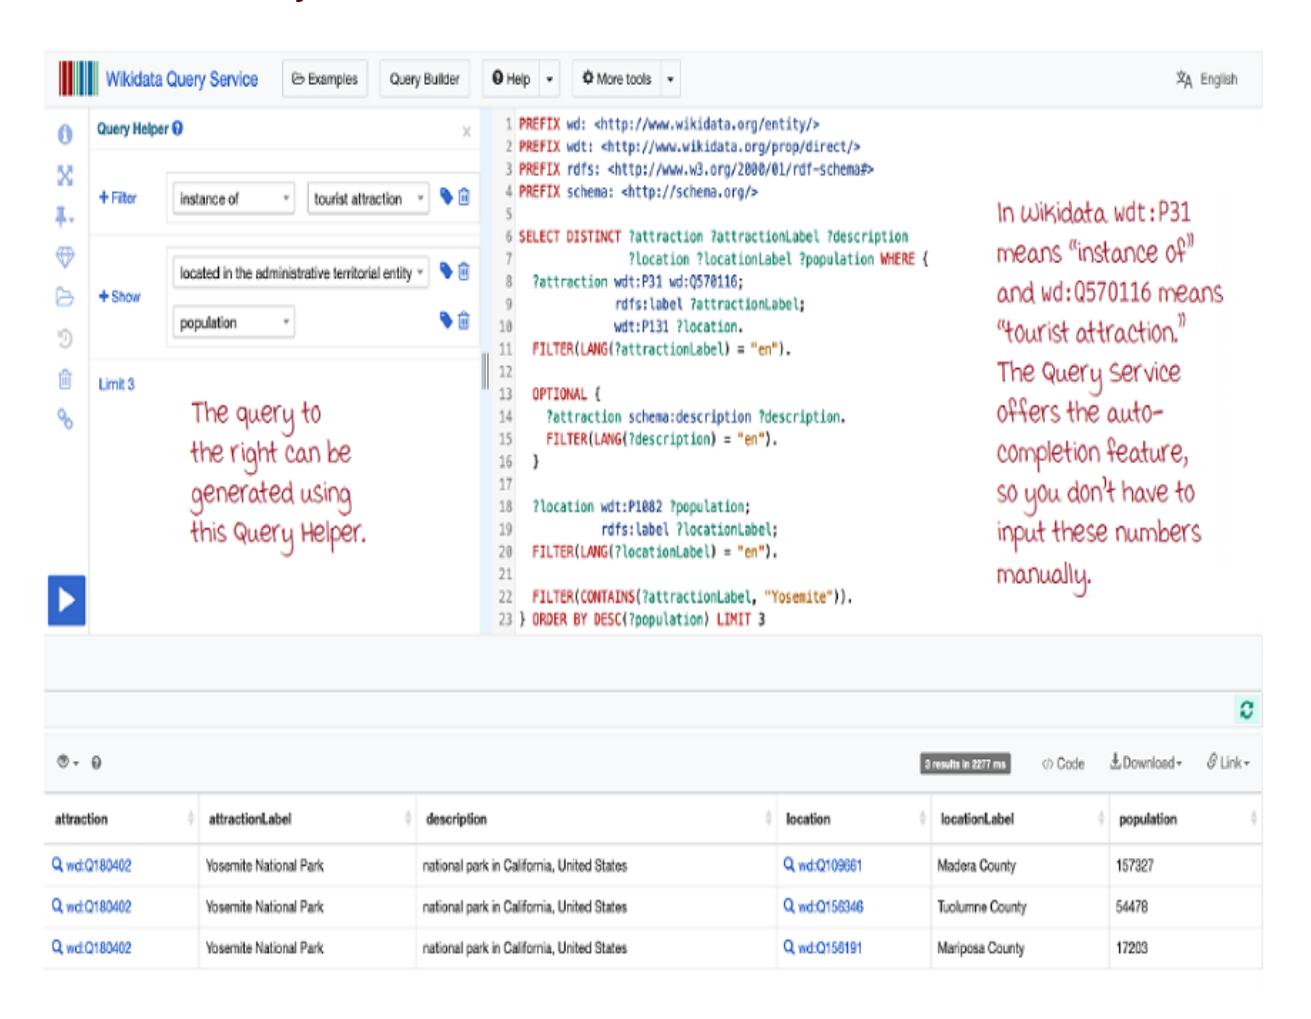 Wikidata Query Service Examples Query Builder Help More tools English
Query Helper
+ Filter instance of tourist attraction
located in the administrative territorial entity
+ Show
population
Limit 3
The query to
the right can be
generated using
this Query Helper.
1 PREFIX wd: <http://www.wikidata.org/entity/>
2 PREFIX wdt: <http://www.wikidata.org/prop/direct/>
3 PREFIX rdfs: <http://www.w3.org/2000/01/rdf-schema#>
4 PREFIX schema: <http://schema.org/>
5
6 SELECT DISTINCT ?attraction ?attractionLabel ?description
7 ?location ?locationLabel ?population WHERE {
8 ?attraction wdt:P31 wd:Q570116;
9 rdfs:label ?attractionLabel;
10 wdt:P131 ?location.
11 FILTER(LANG(?attractionLabel) = "en").
12
13 OPTIONAL {
14 ?attraction schema:description ?description.
15 FILTER(LANG(?description) = "en").
16 }
17
18 ?location wdt:P1082 ?population;
19 rdfs:label ?locationLabel;
20 FILTER(LANG(?locationLabel) = "en").
21
22 FILTER(CONTAINS(?attractionLabel, "Yosemite")).
23 } ORDER BY DESC(?population) LIMIT 3
In Wikidata wdt:P31
means "instance of"
and wd:Q570116 means
"tourist attraction."
The Query Service
offers the auto-
completion feature,
so you don't have to
input these numbers
manually.
3 results in 2277 ms </> Code Download Link
attraction attractionLabel description location locationLabel population
wd:Q180402 Yosemite National Park national park in California, United States wd:Q109661 Madera County 157327
wd:Q180402 Yosemite National Park national park in California, United States wd:Q156346 Tuolumne County 54478
wd:Q180402 Yosemite National Park national park in California, United States wd:Q156191 Mariposa County 17203